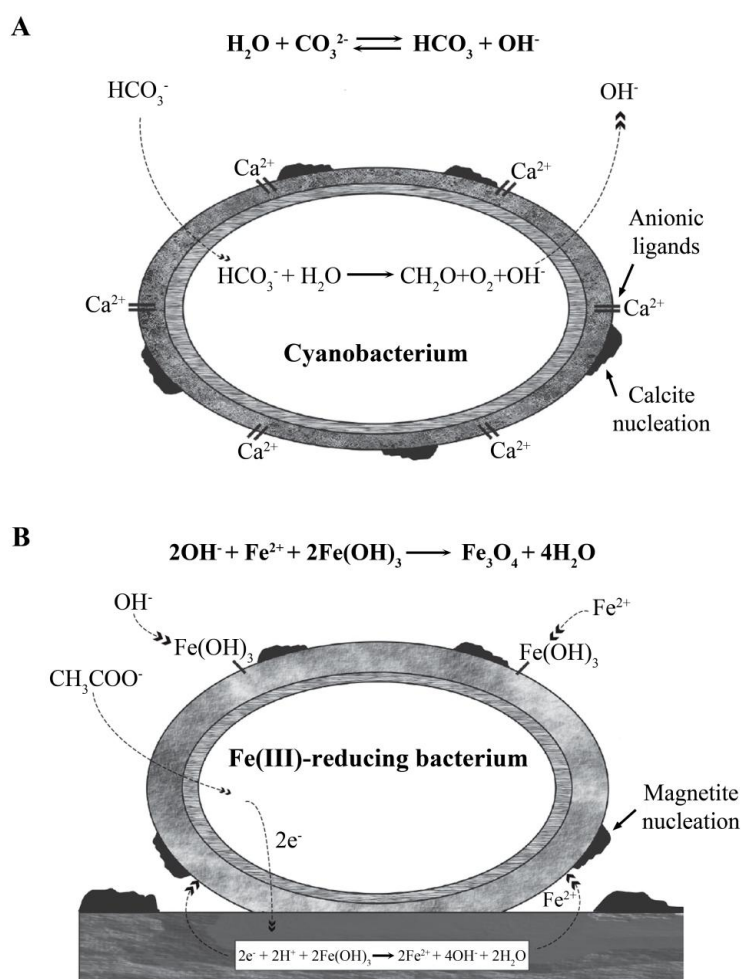 A
H₂O + CO₃²⁻ ⇌ HCO₃ + OH⁻
HCO₃⁻
OH⁻
Ca²⁺
Ca²⁺
Anionic
ligands
HCO₃⁻ + H₂O ⟶ CH₂O+O₂+OH⁻
Ca²⁺
Ca²⁺
Cyanobacterium
Calcite
nucleation
Ca²⁺
Ca²⁺
B
2OH⁻ + Fe²⁺ + 2Fe(OH)₃ ⟶ Fe₃O₄ + 4H₂O
OH⁻
Fe²⁺
Fe(OH)₃
Fe(OH)₃
CH₃COO⁻
Fe(III)-reducing bacterium
Magnetite
nucleation
2e⁻
Fe²⁺
2e⁻ + 2H⁺ + 2Fe(OH)₃ ⟶ 2Fe²⁺ + 4OH⁻ + 2H₂O